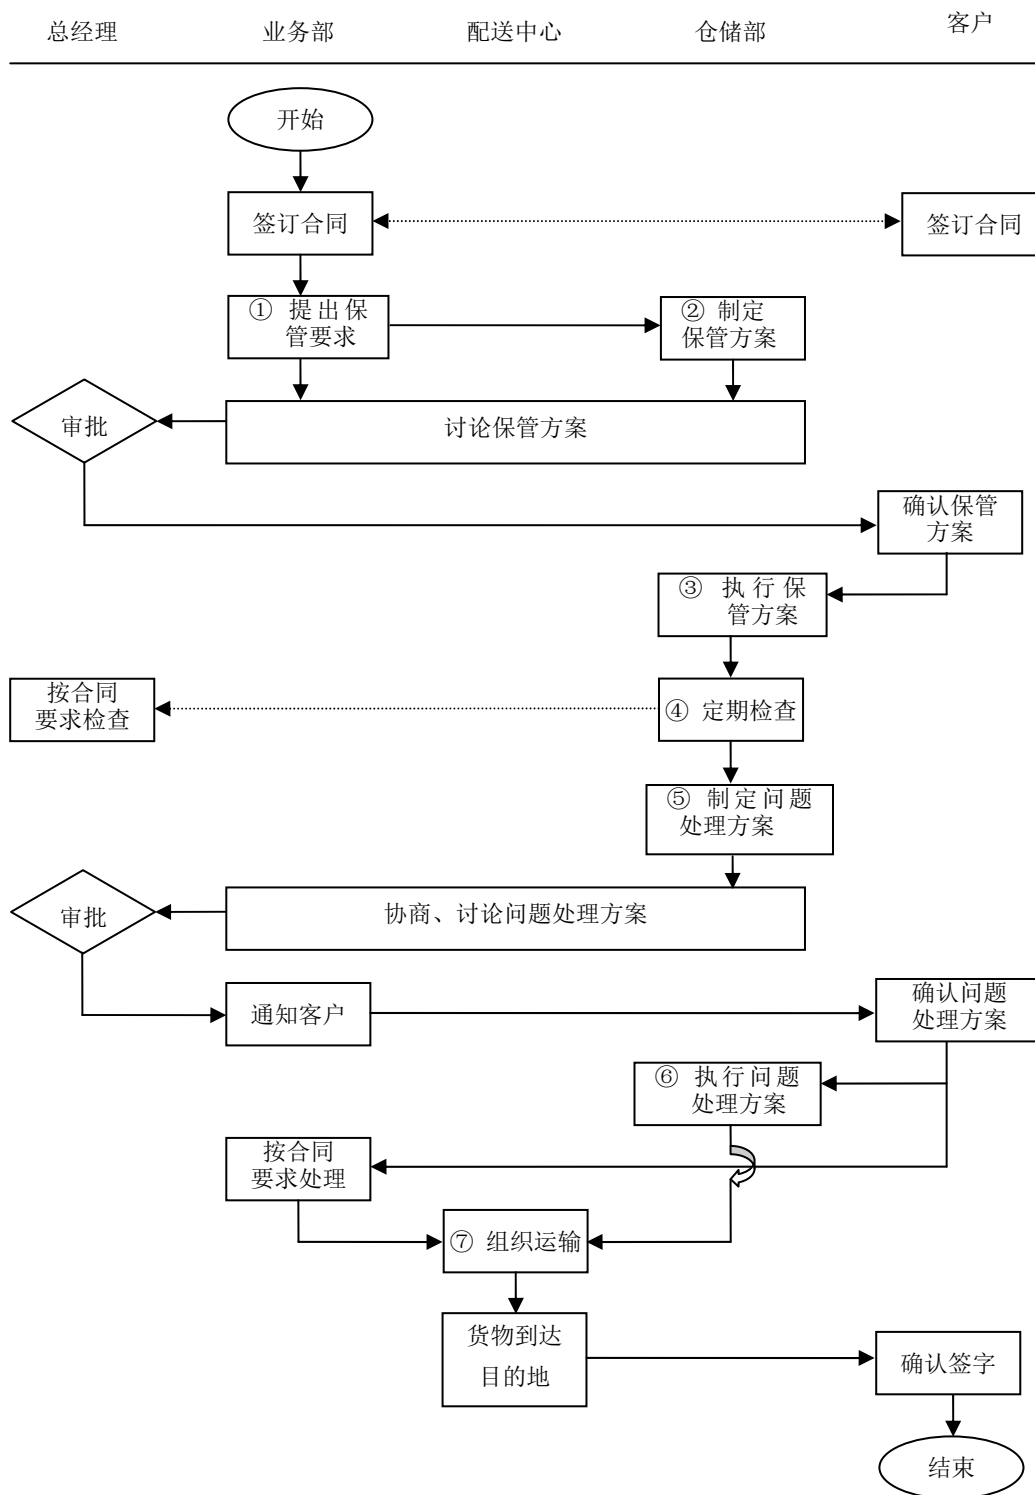 总经理 业务部 配送中心 仓储部 客户
开始
签订合同 签订合同
① 提出保
管要求
② 制定
保管方案
审批 讨论保管方案
确认保管
方案
③ 执行保
管方案
按合同
要求检查
④ 定期检查
⑤ 制定问题
处理方案
审批 协商、讨论问题处理方案
通知客户
确认问题
处理方案
⑥ 执行问题
处理方案
按合同
要求处理
⑦ 组织运输
货物到达
目的地
确认签字
结束